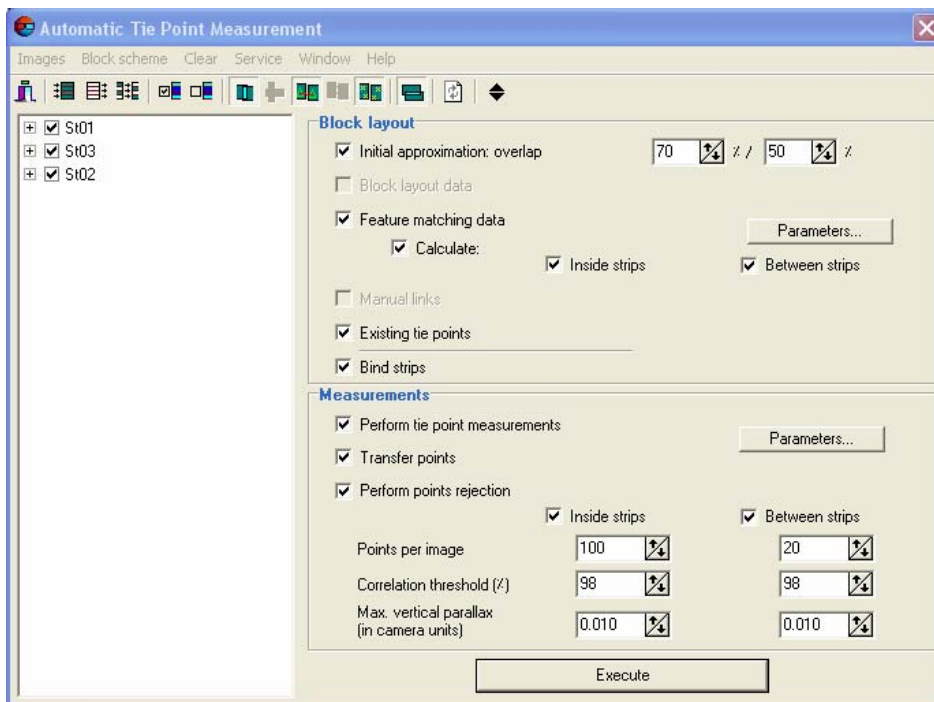 Automatic Tie Point Measurement
Images Block scheme Clear Service Window Help
St01
St03
St02
Block layout
Initial approximation: overlap 70 % / 50 %
Block layout data
Feature matching data
Parameters...
Calculate:
Inside strips Between strips
Manual links
Existing tie points
Bind strips
Measurements
Perform tie point measurements
Parameters...
Transfer points
Perform points rejection
Inside strips Between strips
Points per image 100 20
Correlation threshold (%) 98 98
Max. vertical parallax
(in camera units) 0.010 0.010
Execute